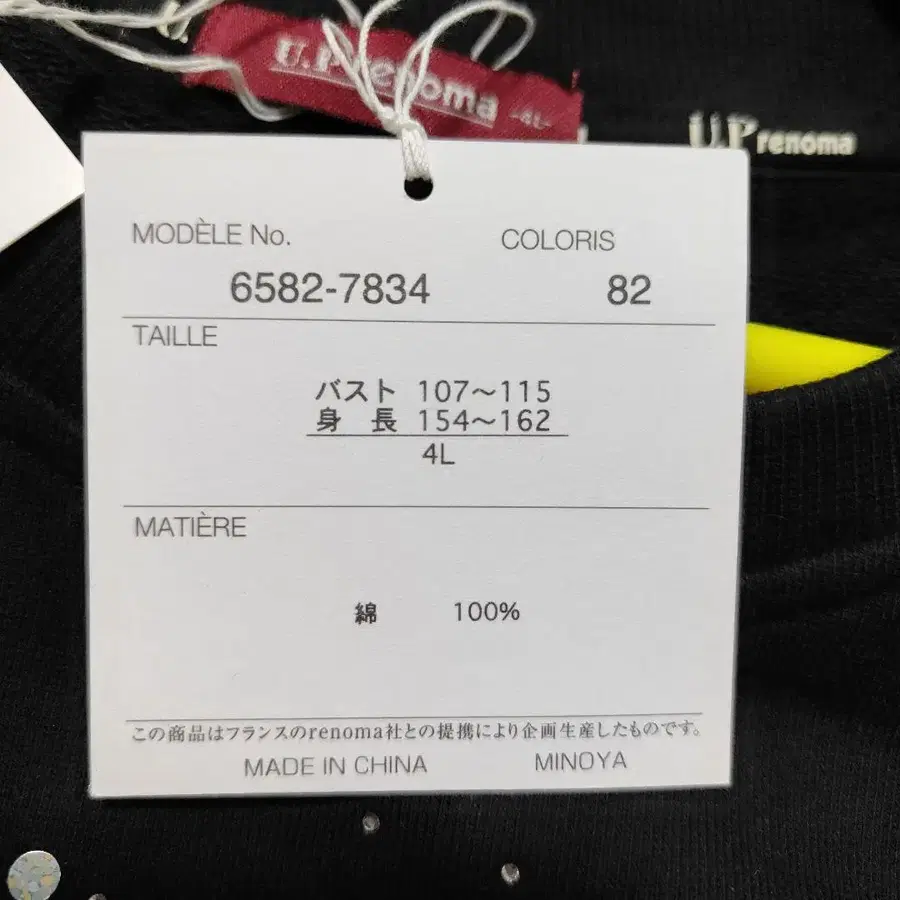 U.Prenoma
-4L-
U.Prenoma
MODÈLE No. COLORIS
6582-7834 82
TAILLE
バスト 107～115
身 長 154～162
4L
MATIÈRE
綿 100%
この商品はフランスのrenoma社との提携により企画生産したものです。
MADE IN CHINA MINOYA